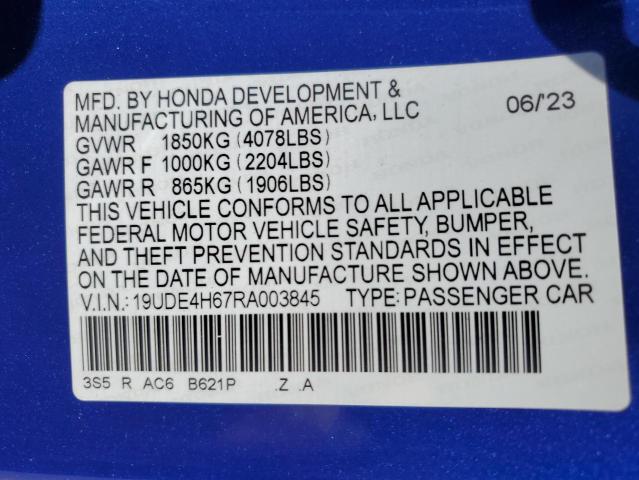 MFD. BY HONDA DEVELOPMENT &
MANUFACTURING OF AMERICA, LLC 06/'23
GVWR 1850KG (4078LBS)
GAWR F 1000KG (2204LBS)
GAWR R 865KG (1906LBS)
THIS VEHICLE CONFORMS TO ALL APPLICABLE
FEDERAL MOTOR VEHICLE SAFETY, BUMPER,
AND THEFT PREVENTION STANDARDS IN EFFECT
ON THE DATE OF MANUFACTURE SHOWN ABOVE.
V.I.N.: 19UDE4H67RA003845 TYPE: PASSENGER CAR
3S5 R AC6 B621P .Z .A